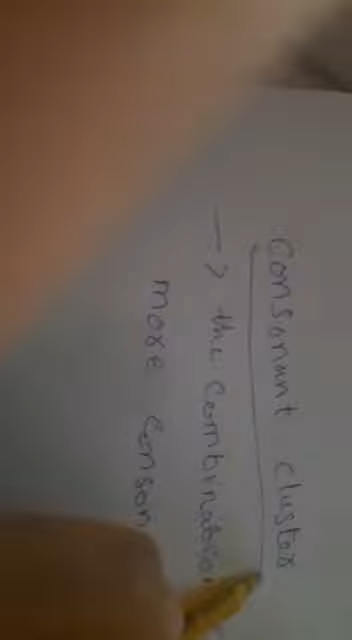 Consonant cluster
→ the combination
more conson